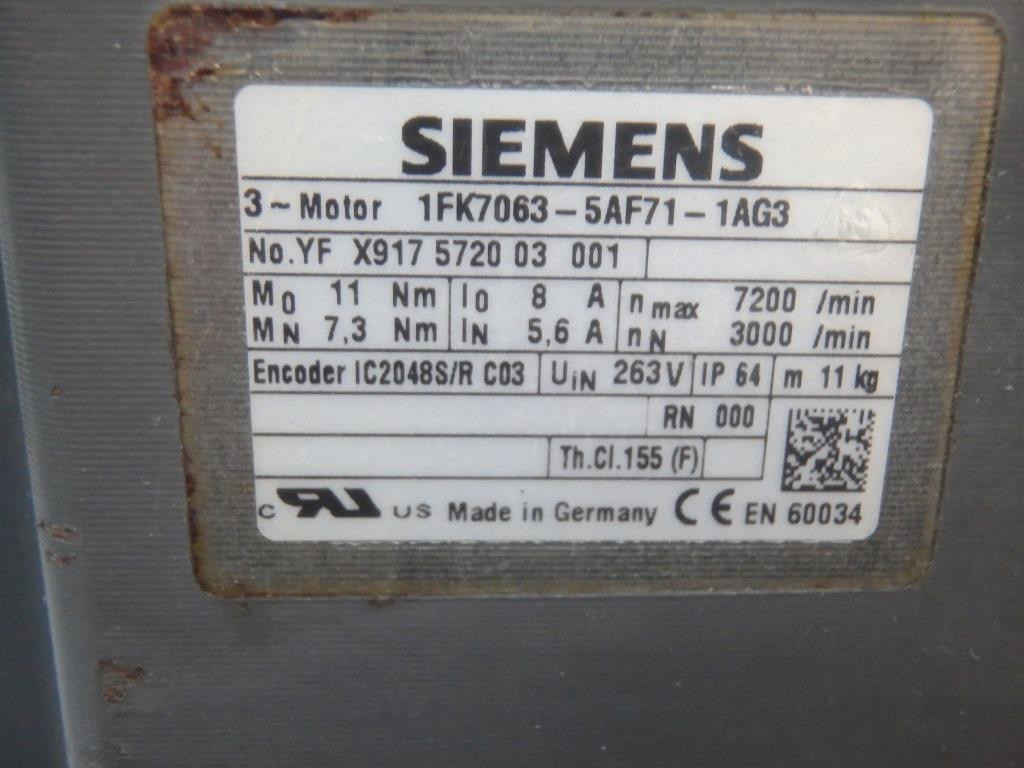 SIEMENS
3~Motor 1FK7063-5AF71-1AG3
No.YF X917 5720 03 001
M0 11 Nm I0 8 A nmax 7200 /min
MN 7,3 Nm IN 5,6 A nN 3000 /min
Encoder IC2048S/R C03 UiN 263V IP 64 m 11 kg
RN 000
Th.Cl.155 (F)
C RU US Made in Germany CE EN 60034